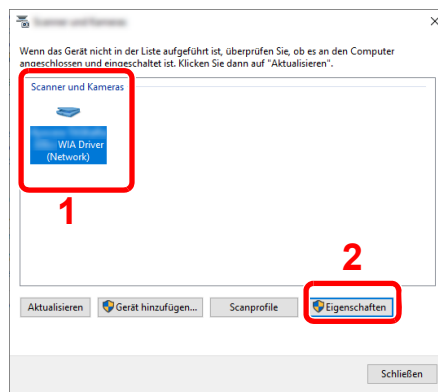 Wenn das Gerät nicht in der Liste aufgeführt ist, überprüfen Sie, ob es an den Computer
angeschlossen und eingeschaltet ist. Klicken Sie dann auf "Aktualisieren".
Scanner und Kameras
WIA Driver
(Network)
1
2
Aktualisieren
Gerät hinzufügen...
Scanprofile
Eigenschaften
Schließen